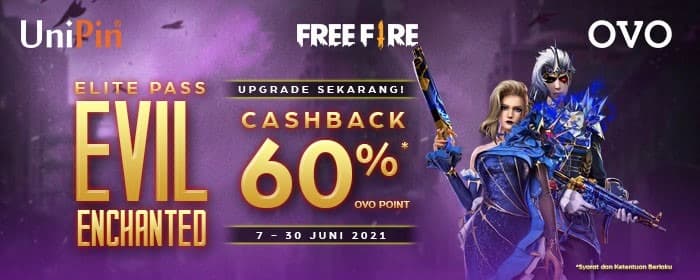 UniPin®
FREE FIRE
OVO
ELITE PASS
EVIL
ENCHANTED
UPGRADE SEKARANG!
CASHBACK
60%*
OVO POINT
7 - 30 JUNI 2021
*Syarat dan Ketentuan Berlaku